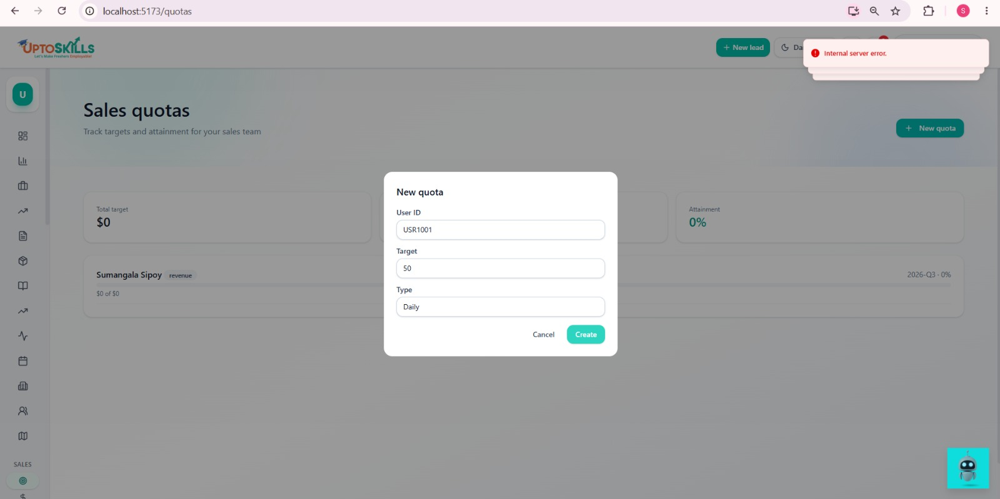 localhost:5173/quotas
S
UPTOSKILLS
Let's Make Freshers Employable!
+ New lead
Da
Internal server error.
U
Sales quotas
Track targets and attainment for your sales team
+ New quota
Total target
$0
Attainment
0%
Sumangala Sipoy revenue
2026-Q3 · 0%
$0 of $0
New quota
User ID
USR1001
Target
50
Type
Daily
Cancel
Create
SALES